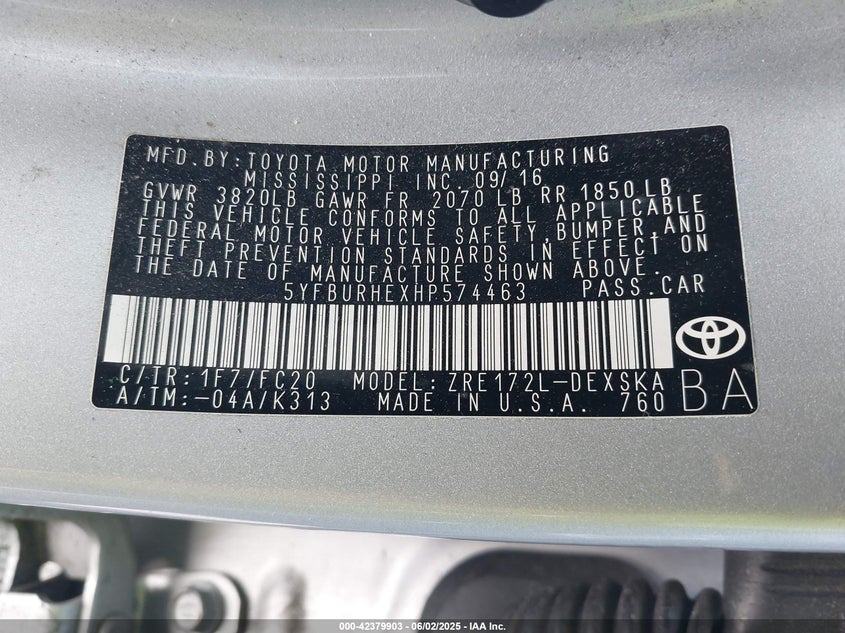 MFD.BY:TOYOTA MOTOR MANUFACTURING
MISSISSIPPI INC. 09/16
GVWR 3820LB GAWR FR 2070 LB RR 1850LB
THIS VEHICLE CONFORMS TO ALL APPLICABLE
FEDERAL MOTOR VEHICLE SAFETY,BUMPER,AND
THEFT PREVENTION STANDARDS IN EFFECT ON
THE DATE OF MANUFACTURE SHOWN ABOVE.
5YFBURHEXHP574463 PASS.CAR
C/TR:1F7/FC20 MODEL: ZRE172L-DEXSKA
A/TM:-04A/K313 MADE IN U.S.A. 760
BA
000-42379903 - 06/02/2025 - IAA Inc.